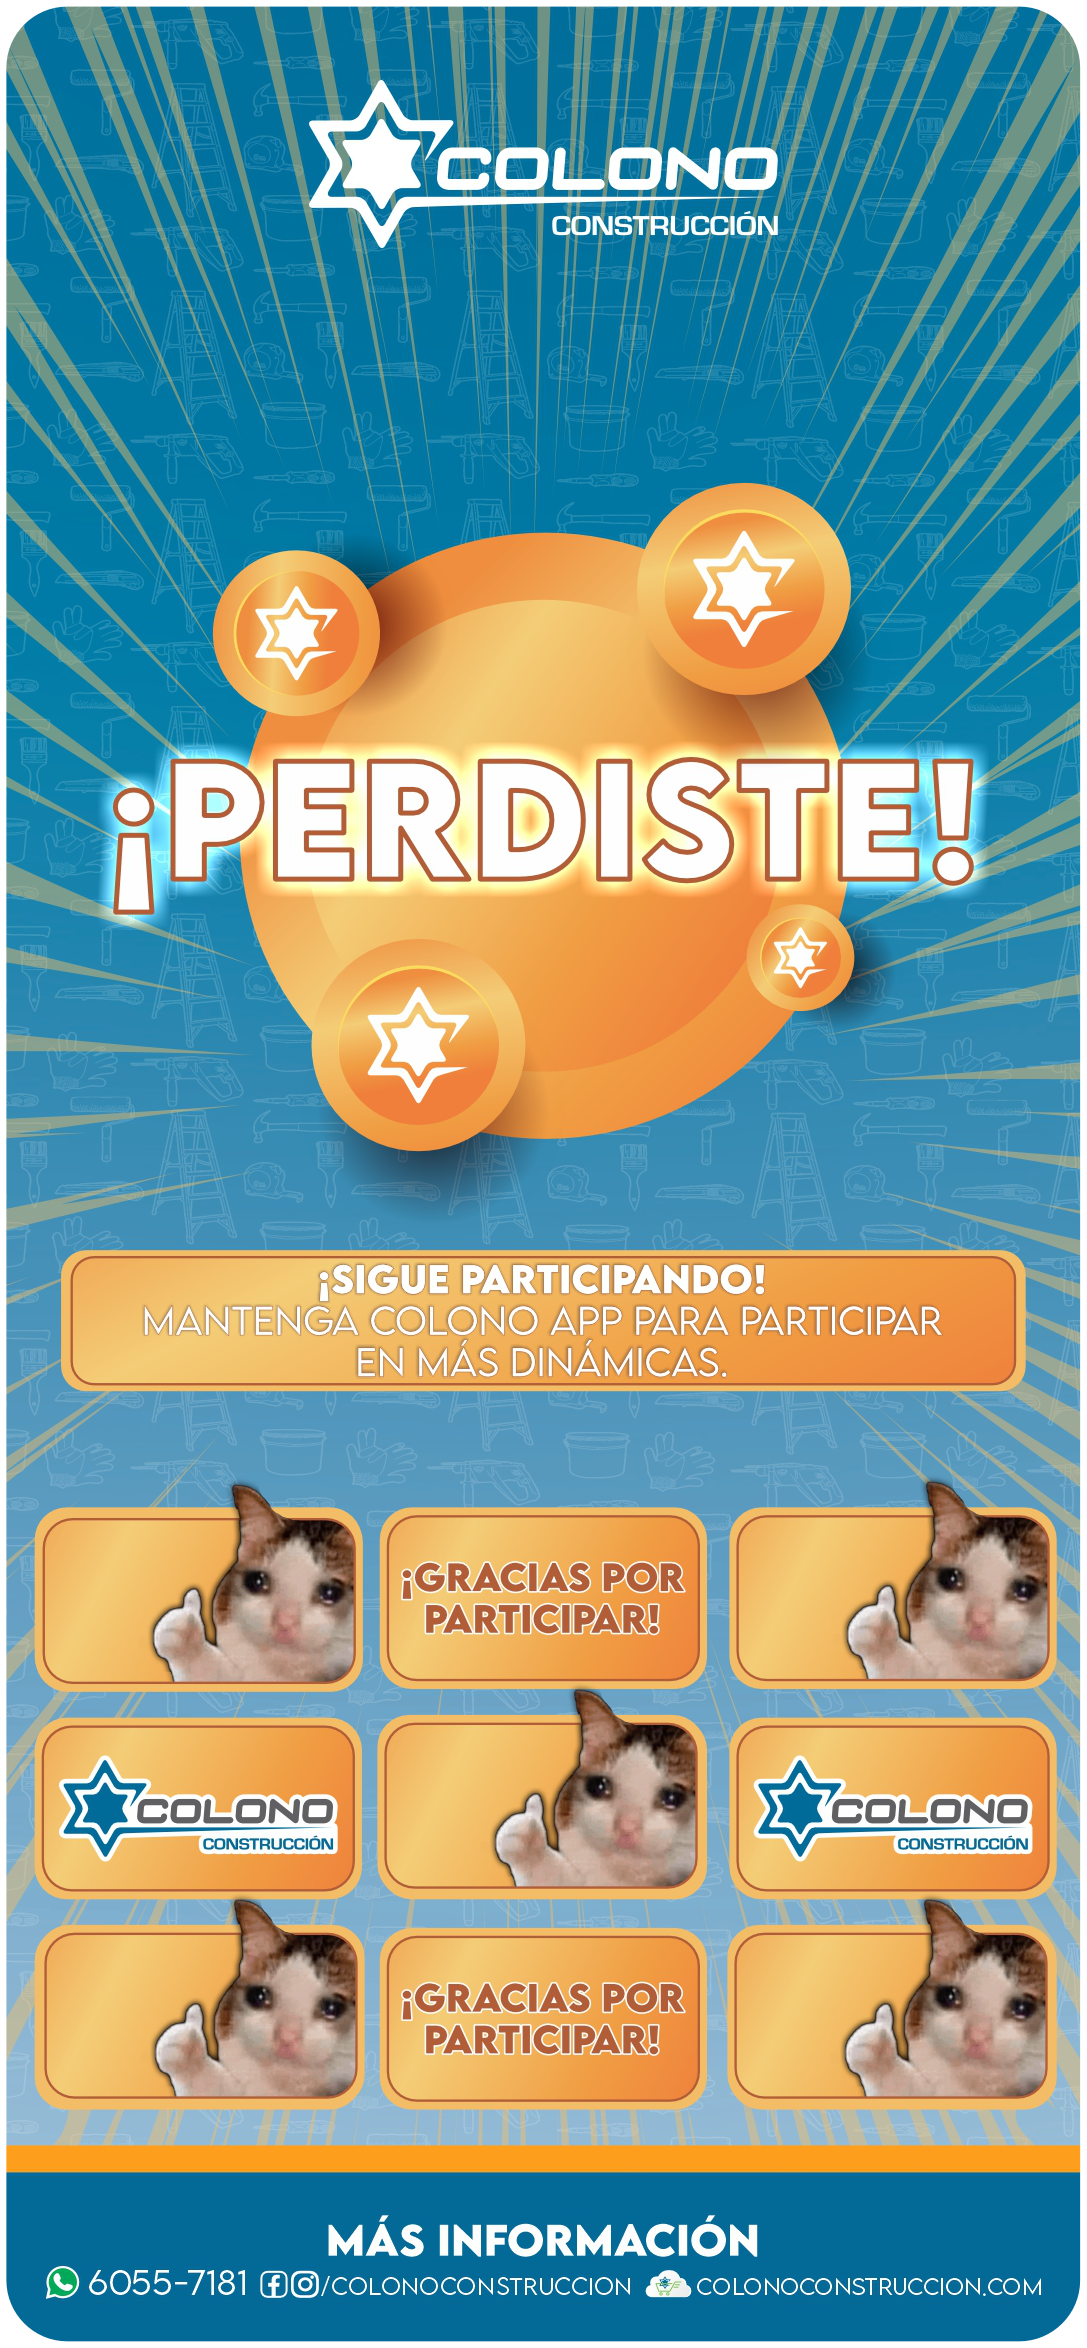 COLONO
CONSTRUCCIÓN
¡PERDISTE!
¡SIGUE PARTICIPANDO!
MANTENGA COLONO APP PARA PARTICIPAR
EN MÁS DINÁMICAS.
¡GRACIAS POR
PARTICIPAR!
COLONO
CONSTRUCCIÓN
COLONO
CONSTRUCCIÓN
¡GRACIAS POR
PARTICIPAR!
MÁS INFORMACIÓN
6055-7181 /COLONOCONSTRUCCION COLONOCONSTRUCCION.COM